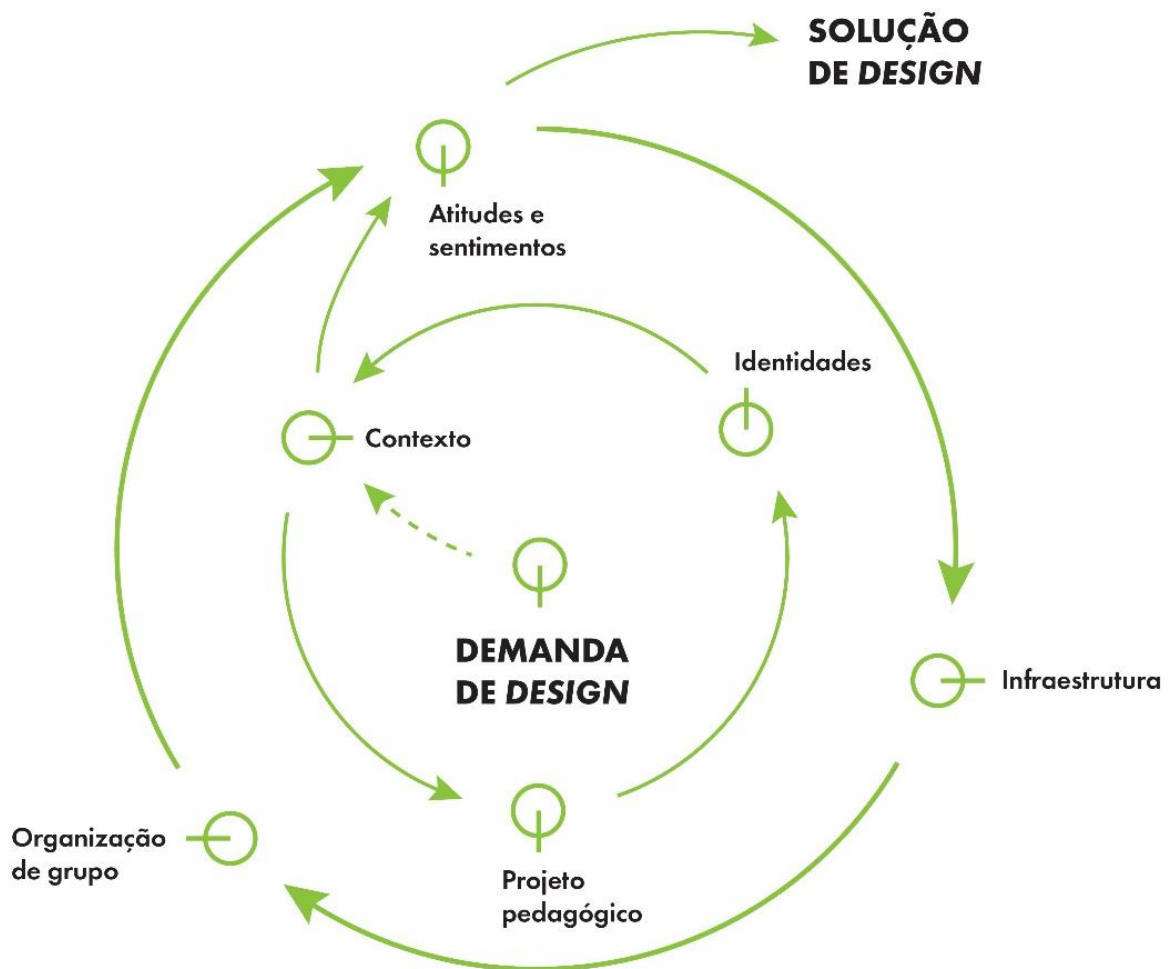 SOLUÇÃO
DE DESIGN
Atitudes e
sentimentos
Identidades
Contexto
DEMANDA
DE DESIGN
Infraestrutura
Organização
de grupo
Projeto
pedagógico